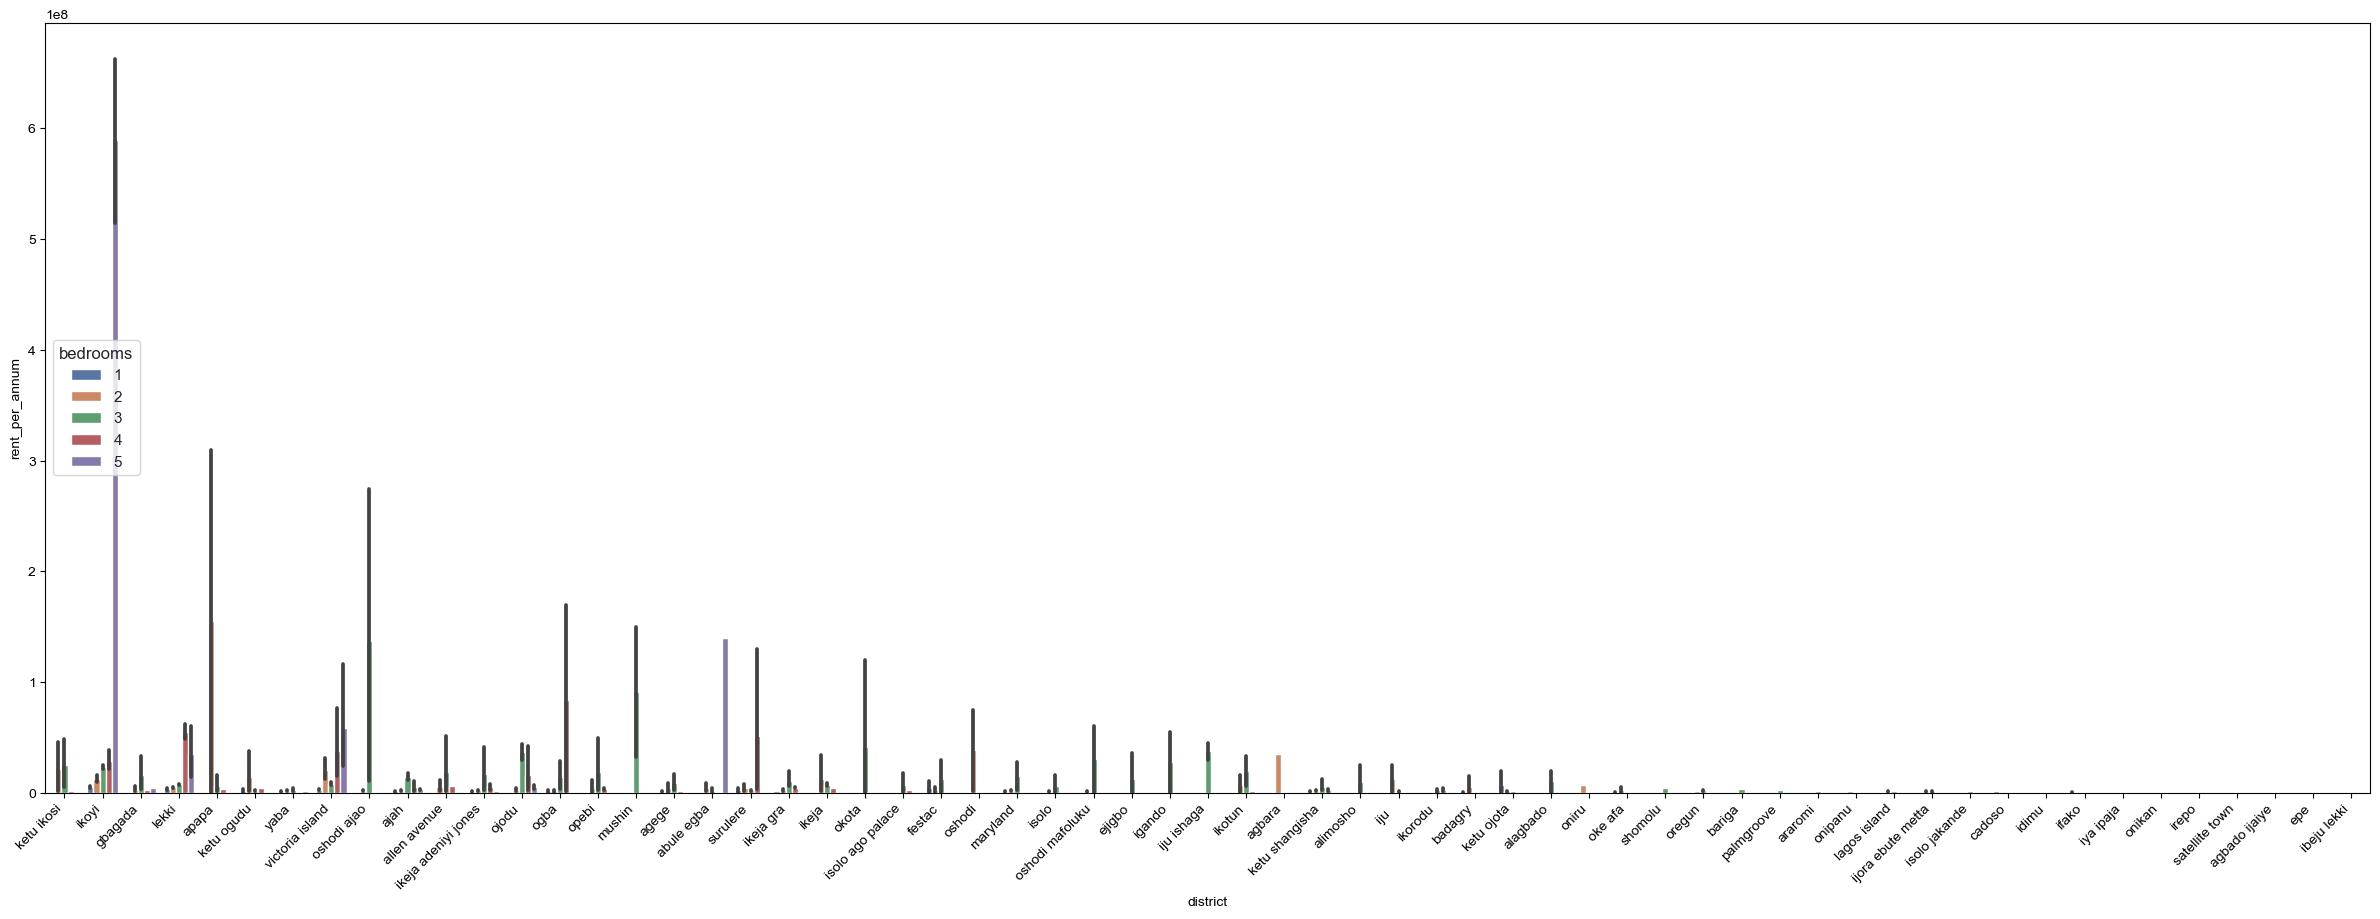 1e8
6
5
4
3
2
1
0
rent_per_annum
bedrooms
1
2
3
4
5
ketu ikosi
ikoyi
gbagada
lekki
apapa
ketu ogudu
yaba
victoria island
oshodi ajao
ajah
allen avenue
ikeja adeniyi jones
ojodu
ogba
opebi
mushin
agege
abule egba
surulere
ikeja gra
ikeja
okota
isolo ago palace
festac
oshodi
maryland
isolo
oshodi mafoluku
ejigbo
igando
iju ishaga
ikotun
agbara
ketu shangisha
alimosho
iju
ikorodu
badagry
ketu ojota
alagbado
oniru
oke afa
shomolu
oregun
bariga
palmgroove
araromi
onipanu
lagos island
ijora ebute metta
isolo jakande
cadoso
idimu
ifako
iya ipaja
onikan
irepo
satellite town
agbado ijaiye
epe
ibeju lekki
district